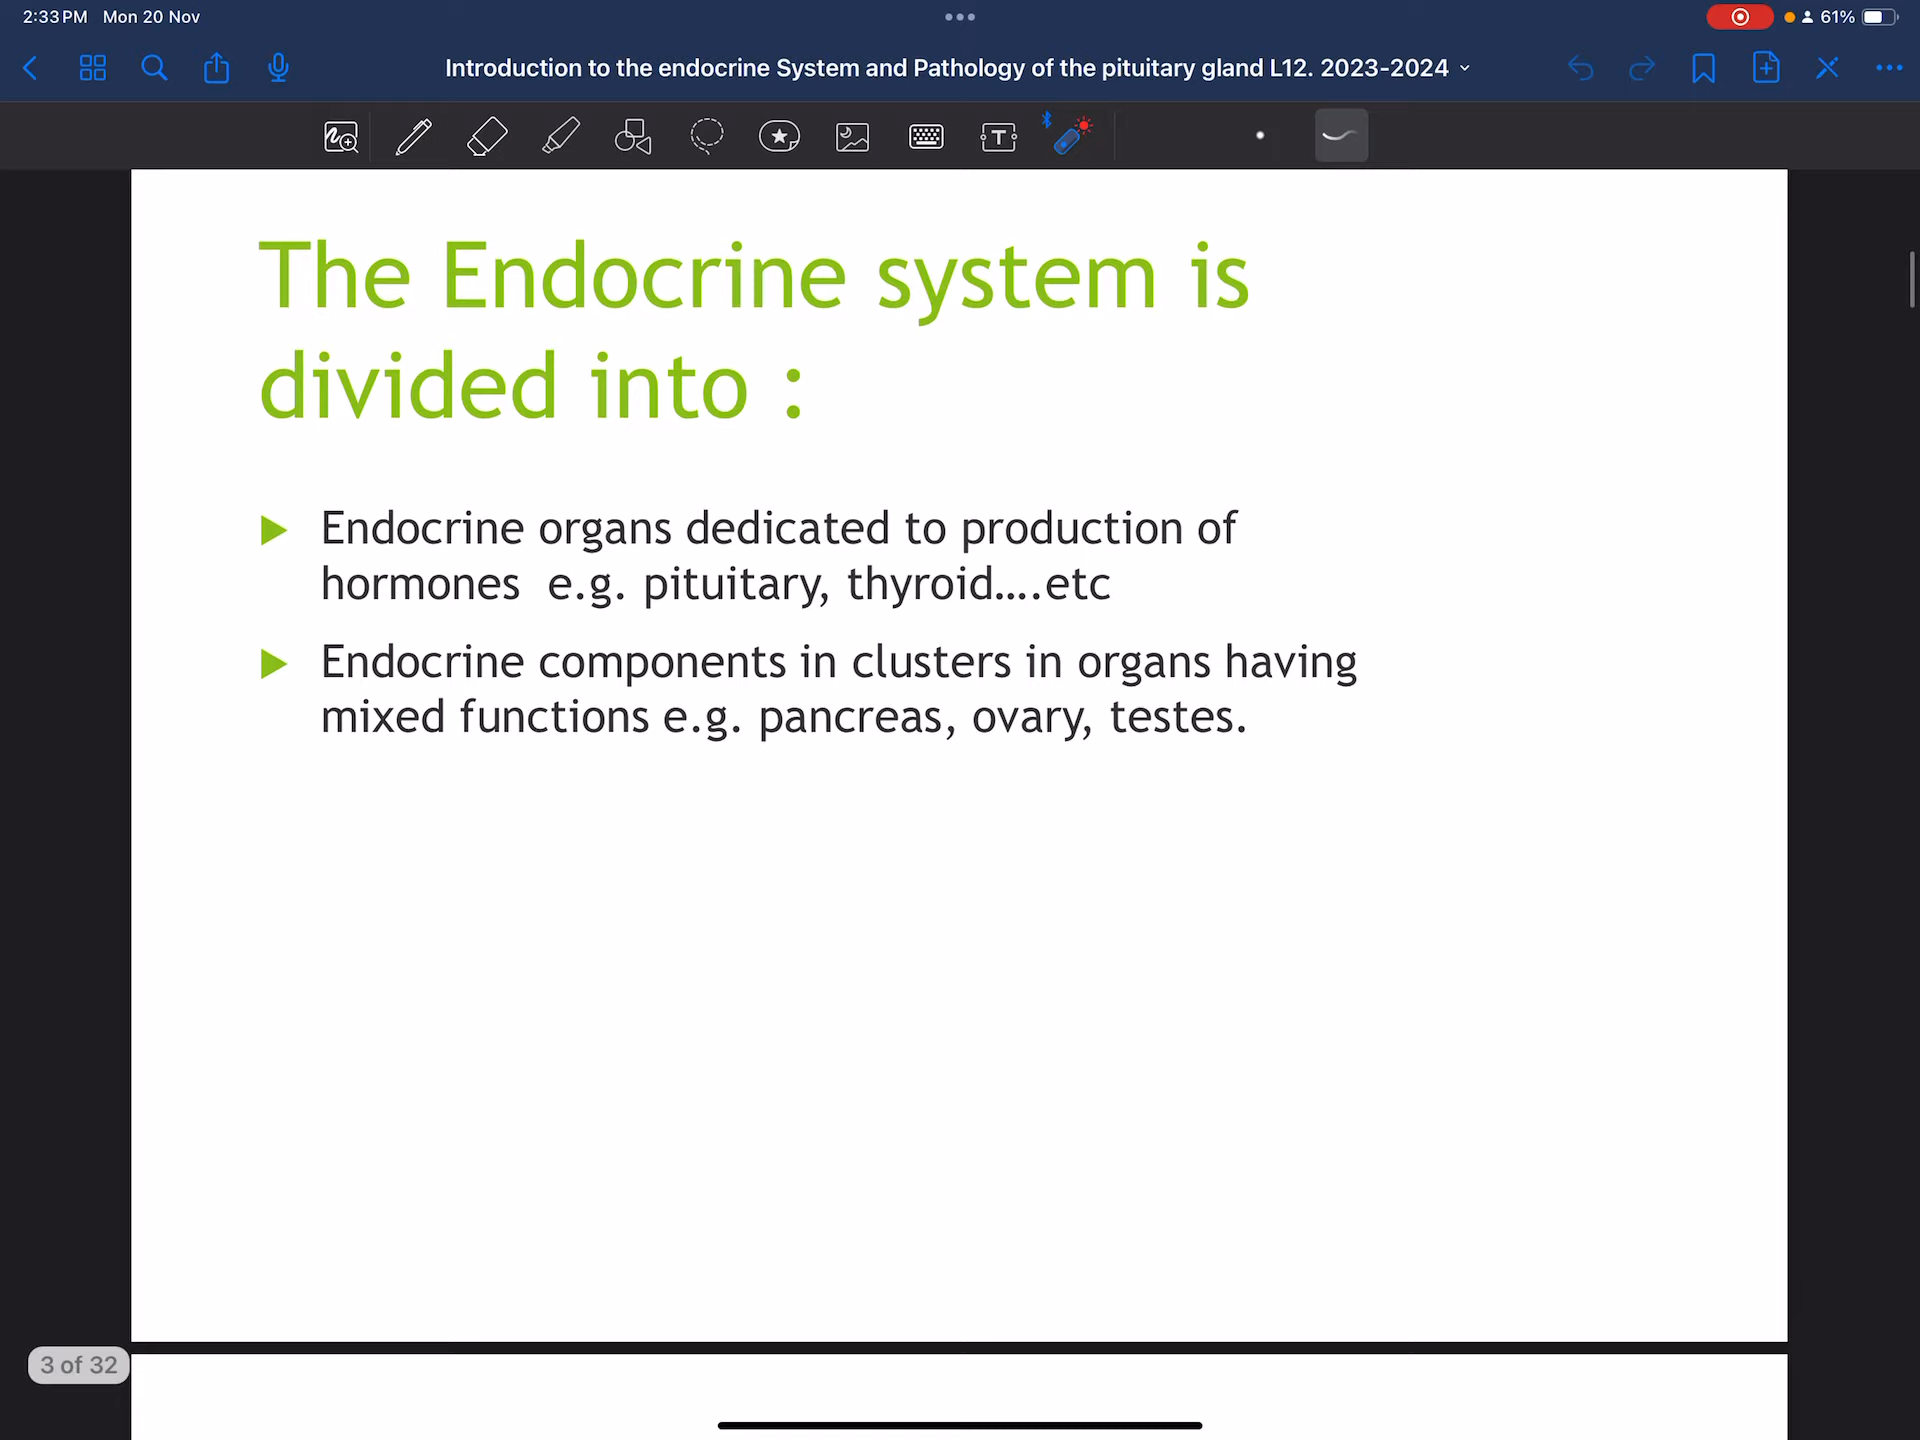 2:33 PM Mon 20 Nov
61%
Introduction to the endocrine System and Pathology of the pituitary gland L12. 2023-2024
The Endocrine system is
divided into :
Endocrine organs dedicated to production of
hormones e.g. pituitary, thyroid....etc
Endocrine components in clusters in organs having
mixed functions e.g. pancreas, ovary, testes.
3 of 32